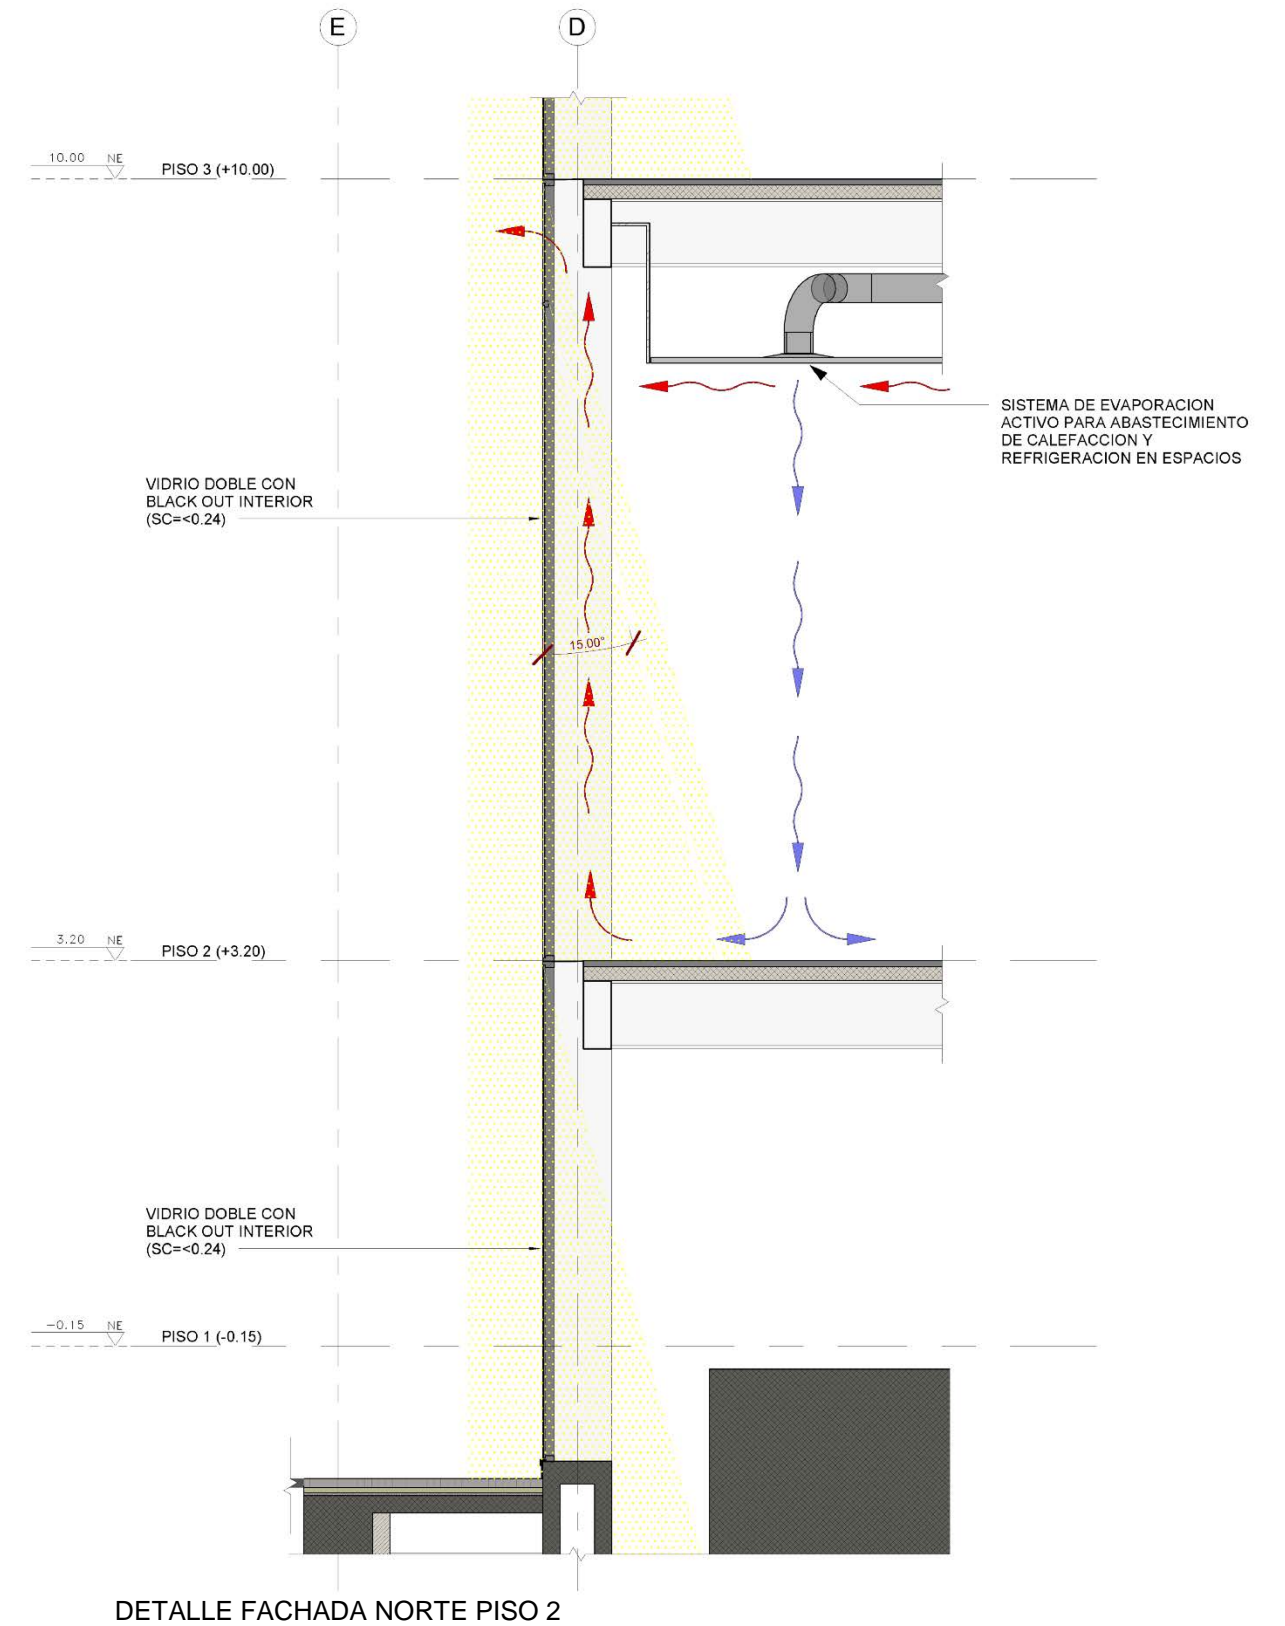 E
D
10.00 NE
PISO 3 (+10.00)
SISTEMA DE EVAPORACION
ACTIVO PARA ABASTECIMIENTO
DE CALEFACCION Y
REFRIGERACION EN ESPACIOS
VIDRIO DOBLE CON
BLACK OUT INTERIOR
(SC=<0.24)
15.00°
3.20 NE
PISO 2 (+3.20)
VIDRIO DOBLE CON
BLACK OUT INTERIOR
(SC=<0.24)
-0.15 NE
PISO 1 (-0.15)
DETALLE FACHADA NORTE PISO 2